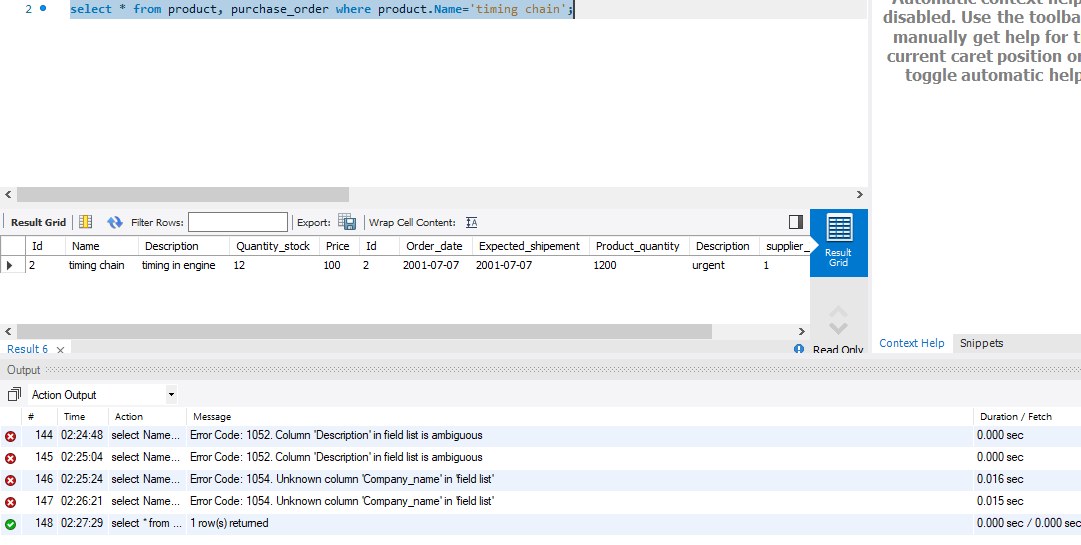 2 select * from product, purchase_order where product.Name='timing chain';
disabled. Use the toolba
manually get help for t
current caret position or
toggle automatic help
Result Grid Filter Rows: Export: Wrap Cell Content:
Id Name Description Quantity_stock Price Id Order_date Expected_shipement Product_quantity Description supplier_
2 timing chain timing in engine 12 100 2 2001-07-07 2001-07-07 1200 urgent 1
Result
Grid
Result 6
Read Only
Context Help Snippets
Output
Action Output
# Time Action Message Duration / Fetch
144 02:24:48 select Name... Error Code: 1052. Column 'Description' in field list is ambiguous 0.000 sec
145 02:25:04 select Name... Error Code: 1052. Column 'Description' in field list is ambiguous 0.000 sec
146 02:25:24 select Name... Error Code: 1054. Unknown column 'Company_name' in 'field list' 0.016 sec
147 02:26:21 select Name... Error Code: 1054. Unknown column 'Company_name' in 'field list' 0.015 sec
148 02:27:29 select * from ... 1 row(s) returned 0.000 sec / 0.000 sec